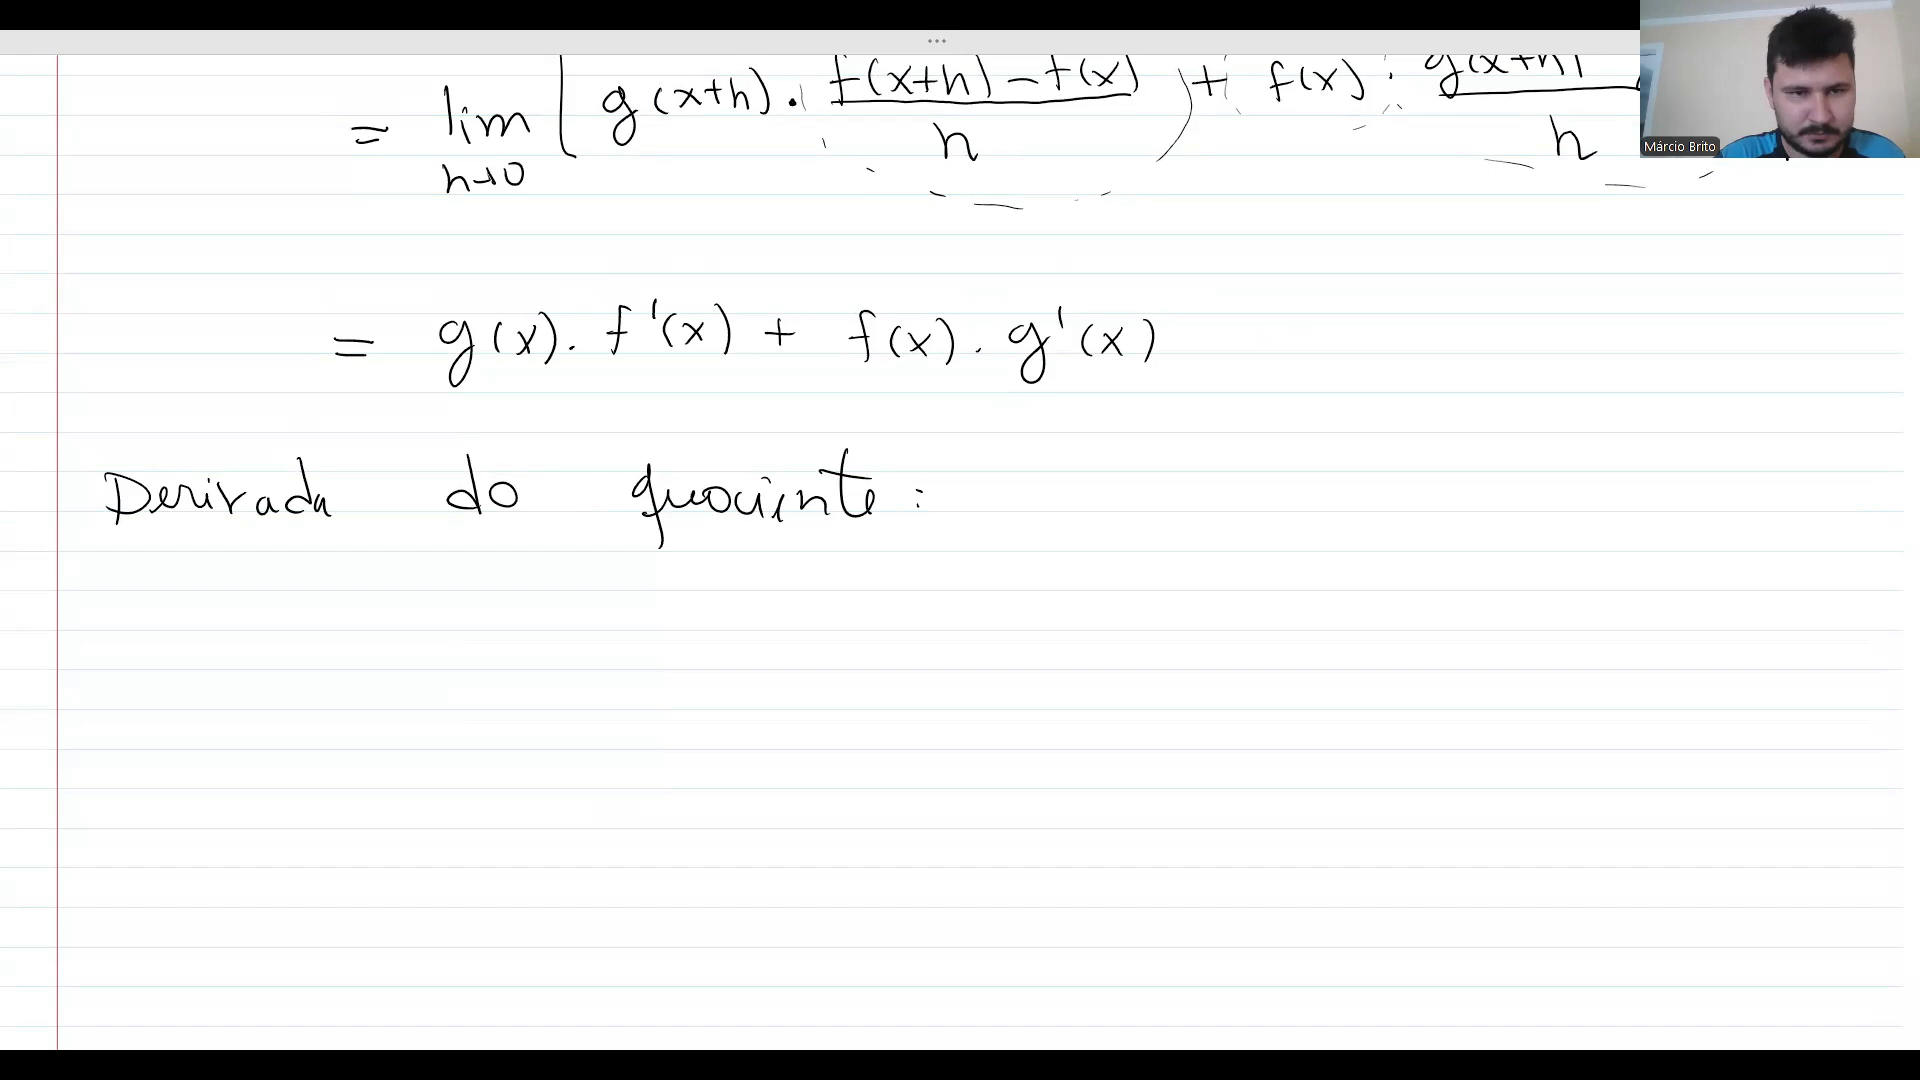 = lim h→0 ( g(x+h) . f(x+h) - f(x) / h ) + f(x) . g(x+h) / h
Márcio Brito
= g(x) . f'(x) + f(x) . g'(x)
Derivada do quociente :